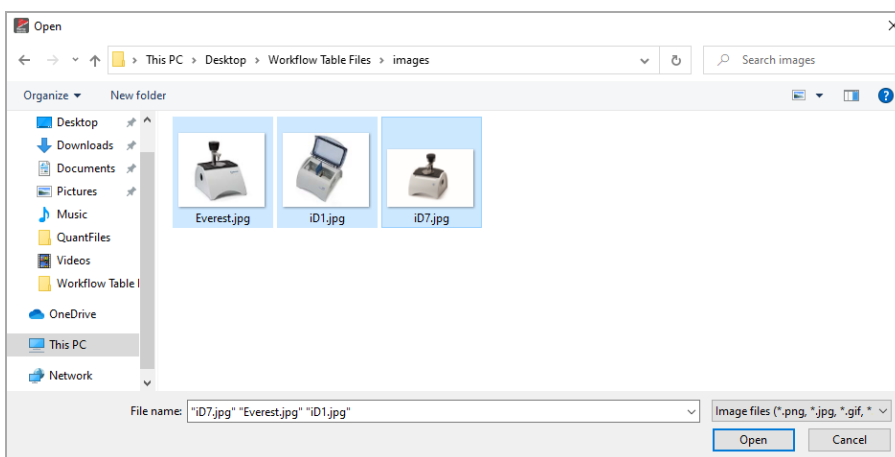 Open
This PC > Desktop > Workflow Table Files > images
Search images
Organize
New folder
Desktop
Downloads
Documents
Pictures
Music
QuantFiles
Videos
Workflow Table
OneDrive
This PC
Network
Everest.jpg
iD1.jpg
iD7.jpg
File name:
"iD7.jpg" "Everest.jpg" "iD1.jpg"
Image files (*.png, *.jpg, *.gif, *
Open
Cancel